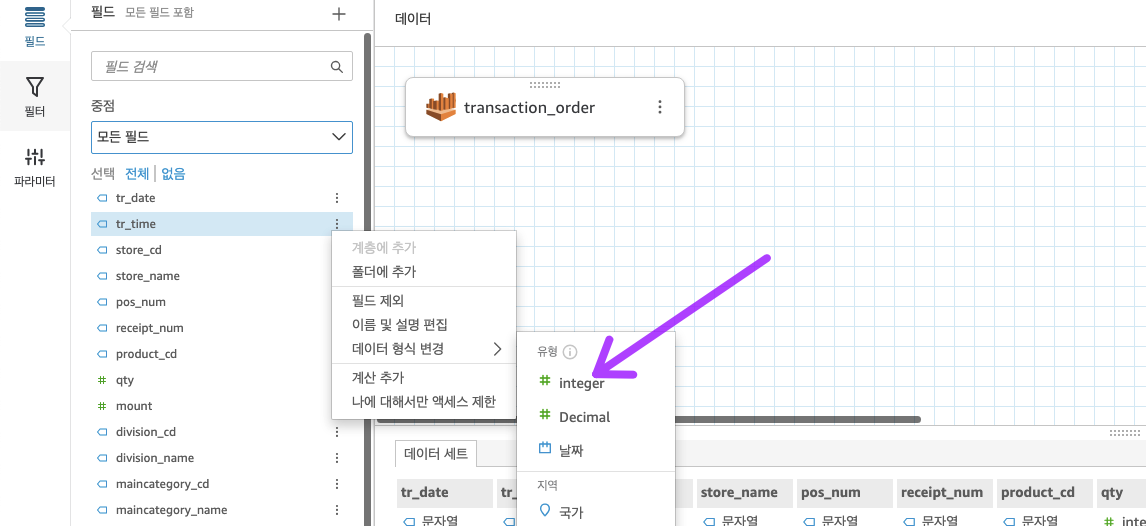 필드 모든 필드 포함
데이터
필드
필드 검색
필터
중점
모든 필드
파라미터
선택 전체 없음
transaction_order
tr_date
tr_time
store_cd
store_name
pos_num
receipt_num
product_cd
qty
mount
division_cd
division_name
maincategory_cd
maincategory_name
계층에 추가
폴더에 추가
필드 제외
이름 및 설명 편집
데이터 형식 변경
계산 추가
나에 대해서만 액세스 제한
유형
integer
Decimal
날짜
지역
국가
데이터 세트
tr_date tr_ store_name pos_num receipt_num product_cd qty
문자열 문자열 문자열 문자열 문자열